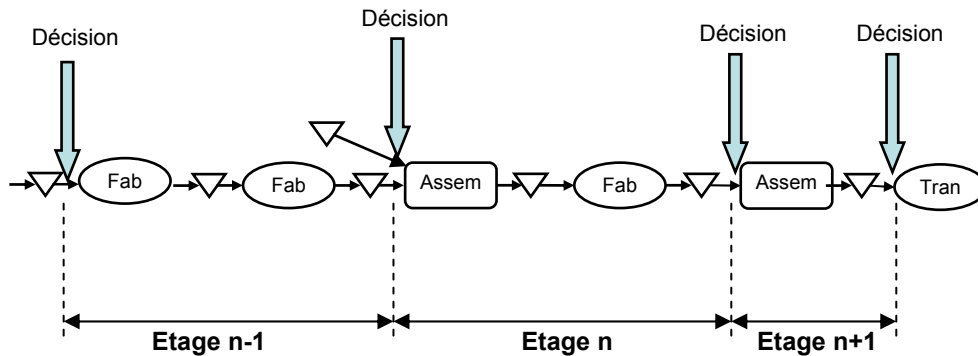 Décision
Décision
Décision
Décision
Fab
Fab
Assem
Fab
Assem
Tran
Etage n-1
Etage n
Etage n+1